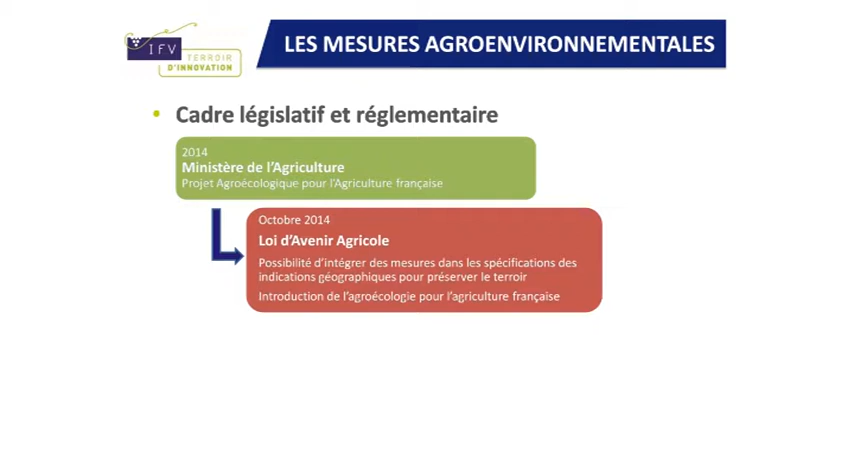 IFV
TERROIR
D'INNOVATION
LES MESURES AGROENVIRONNEMENTALES
• Cadre législatif et réglementaire
2014
Ministère de l'Agriculture
Projet Agroécologique pour l'Agriculture française
Octobre 2014
Loi d'Avenir Agricole
Possibilité d'intégrer des mesures dans les spécifications des
indications géographiques pour préserver le terroir
Introduction de l'agroécologie pour l'agriculture française